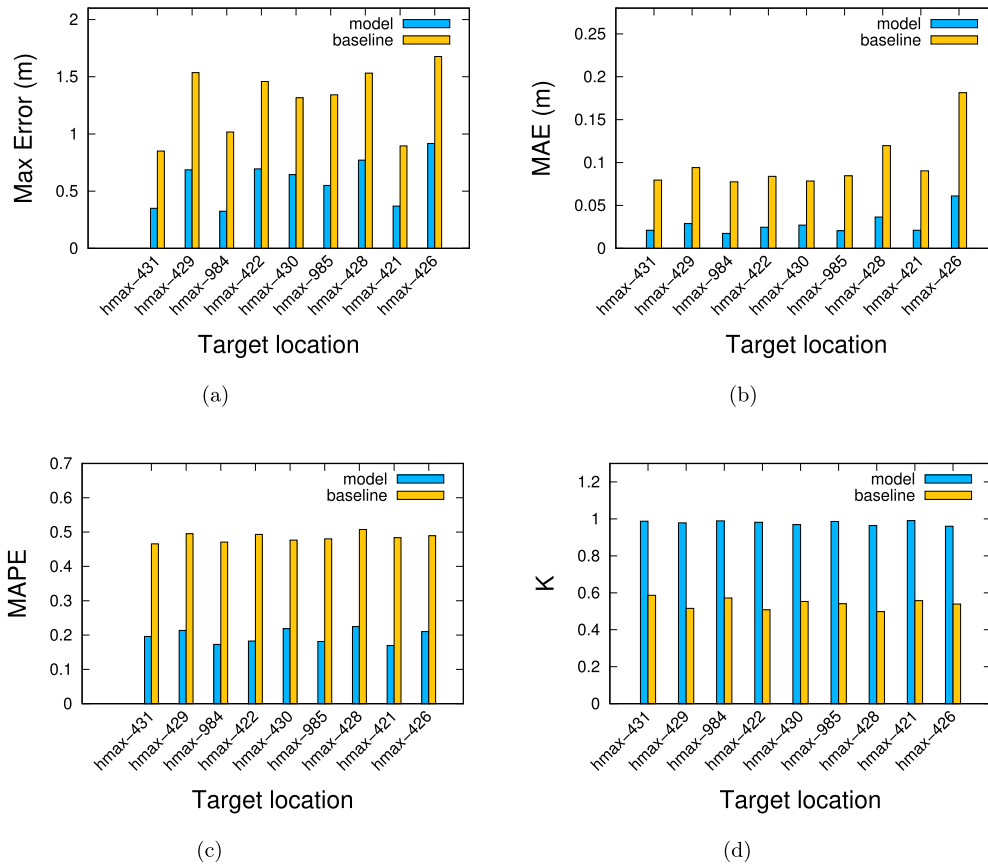 Max Error (m)
2
1.5
1
0.5
0
model
baseline
hmax-431
hmax-429
hmax-984
hmax-422
hmax-430
hmax-985
hmax-428
hmax-421
hmax-426
Target location
(a)
MAE (m)
0.25
0.2
0.15
0.1
0.05
0
model
baseline
hmax-431
hmax-429
hmax-984
hmax-422
hmax-430
hmax-985
hmax-428
hmax-421
hmax-426
Target location
(b)
MAPE
0.7
0.6
0.5
0.4
0.3
0.2
0.1
0
model
baseline
hmax-431
hmax-429
hmax-984
hmax-422
hmax-430
hmax-985
hmax-428
hmax-421
hmax-426
Target location
(c)
K
1.2
1
0.8
0.6
0.4
0.2
0
model
baseline
hmax-431
hmax-429
hmax-984
hmax-422
hmax-430
hmax-985
hmax-428
hmax-421
hmax-426
Target location
(d)